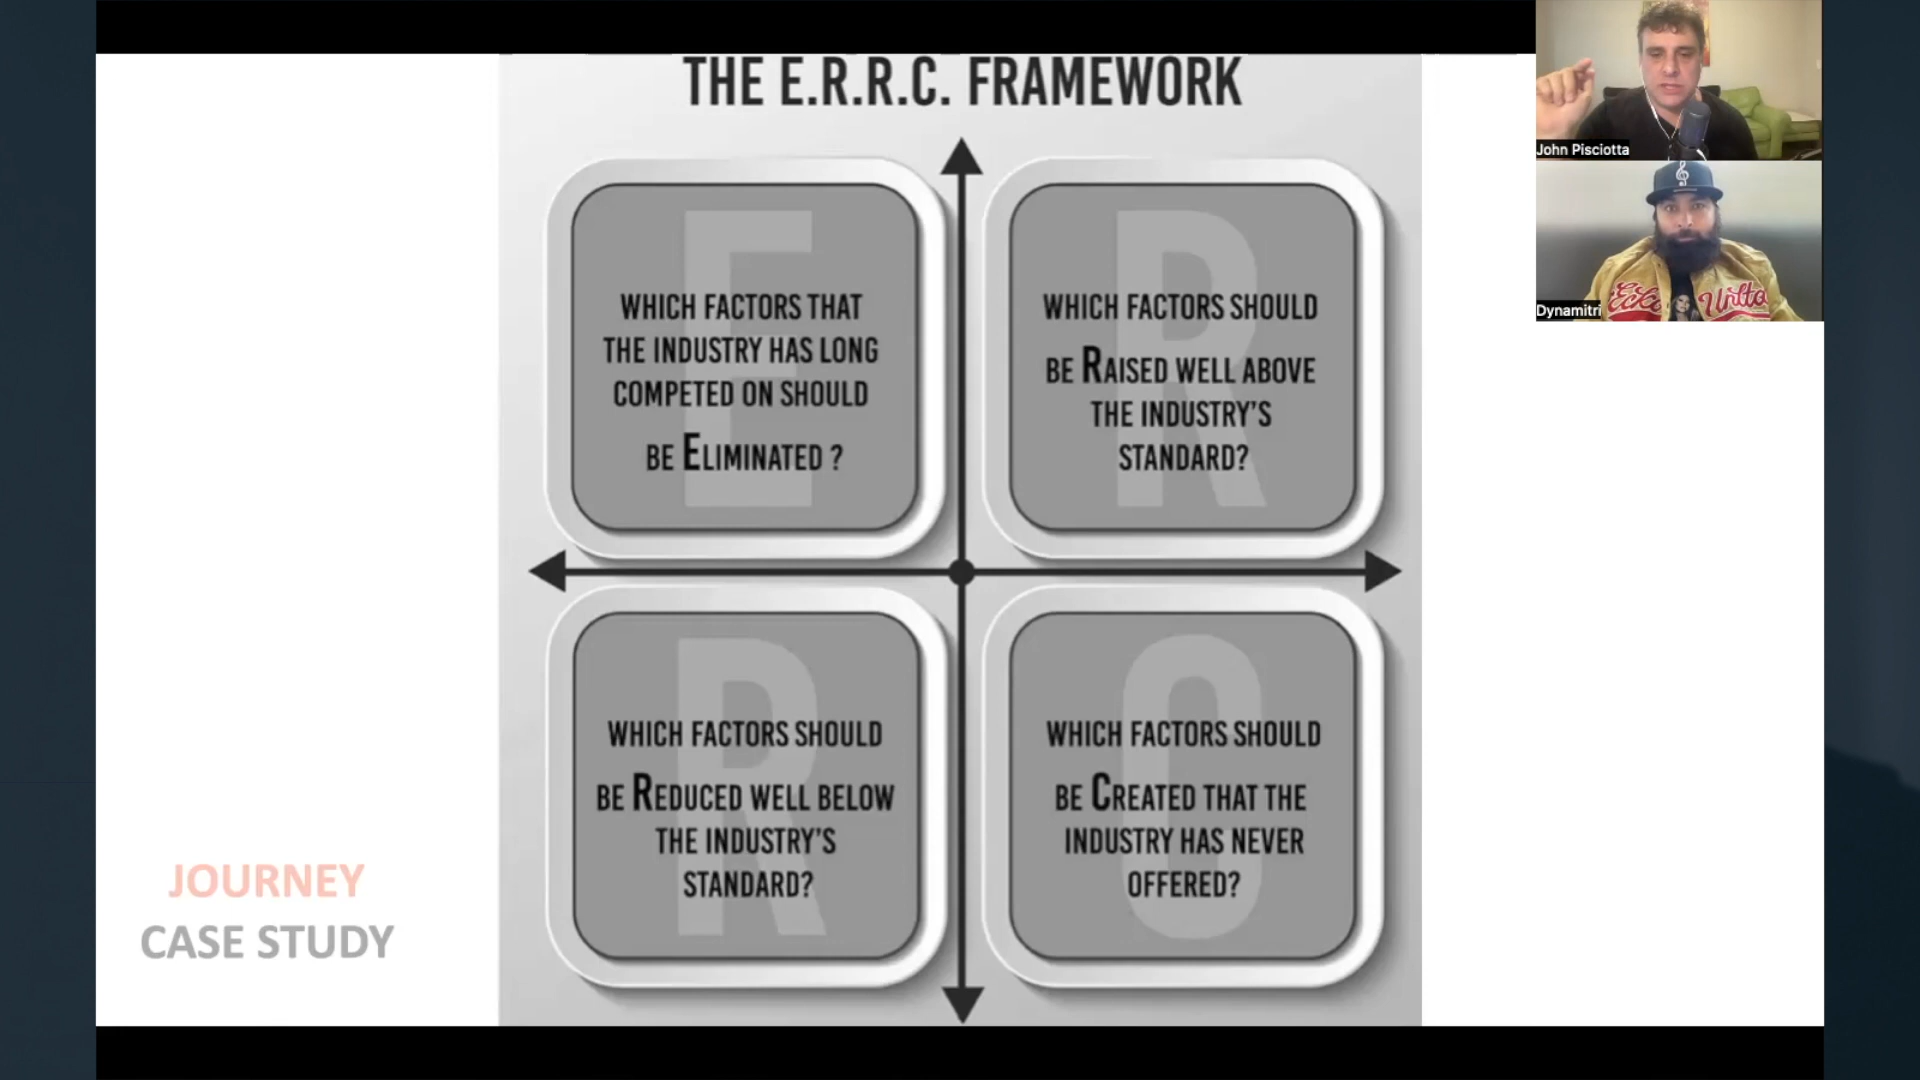 THE E.R.R.C. FRAMEWORK
E
WHICH FACTORS THAT
THE INDUSTRY HAS LONG
COMPETED ON SHOULD
BE ELIMINATED ?
R
WHICH FACTORS SHOULD
BE RAISED WELL ABOVE
THE INDUSTRY'S
STANDARD?
R
WHICH FACTORS SHOULD
BE REDUCED WELL BELOW
THE INDUSTRY'S
STANDARD?
C
WHICH FACTORS SHOULD
BE CREATED THAT THE
INDUSTRY HAS NEVER
OFFERED?
JOURNEY
CASE STUDY
John Pisciotta
Dynamitri